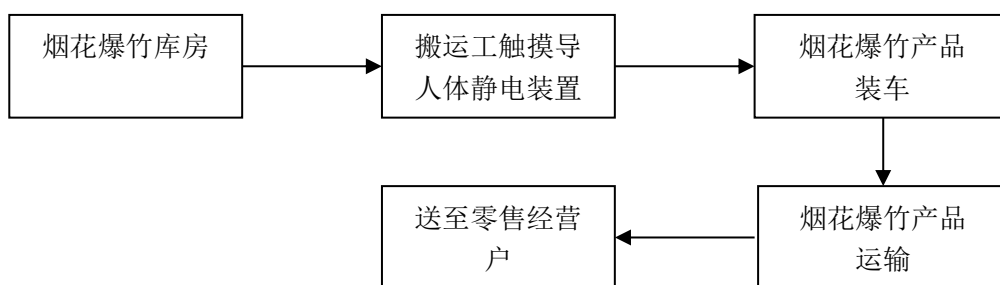 烟花爆竹库房
搬运工触摸导
人体静电装置
烟花爆竹产品
装车
烟花爆竹产品
运输
送至零售经营
户